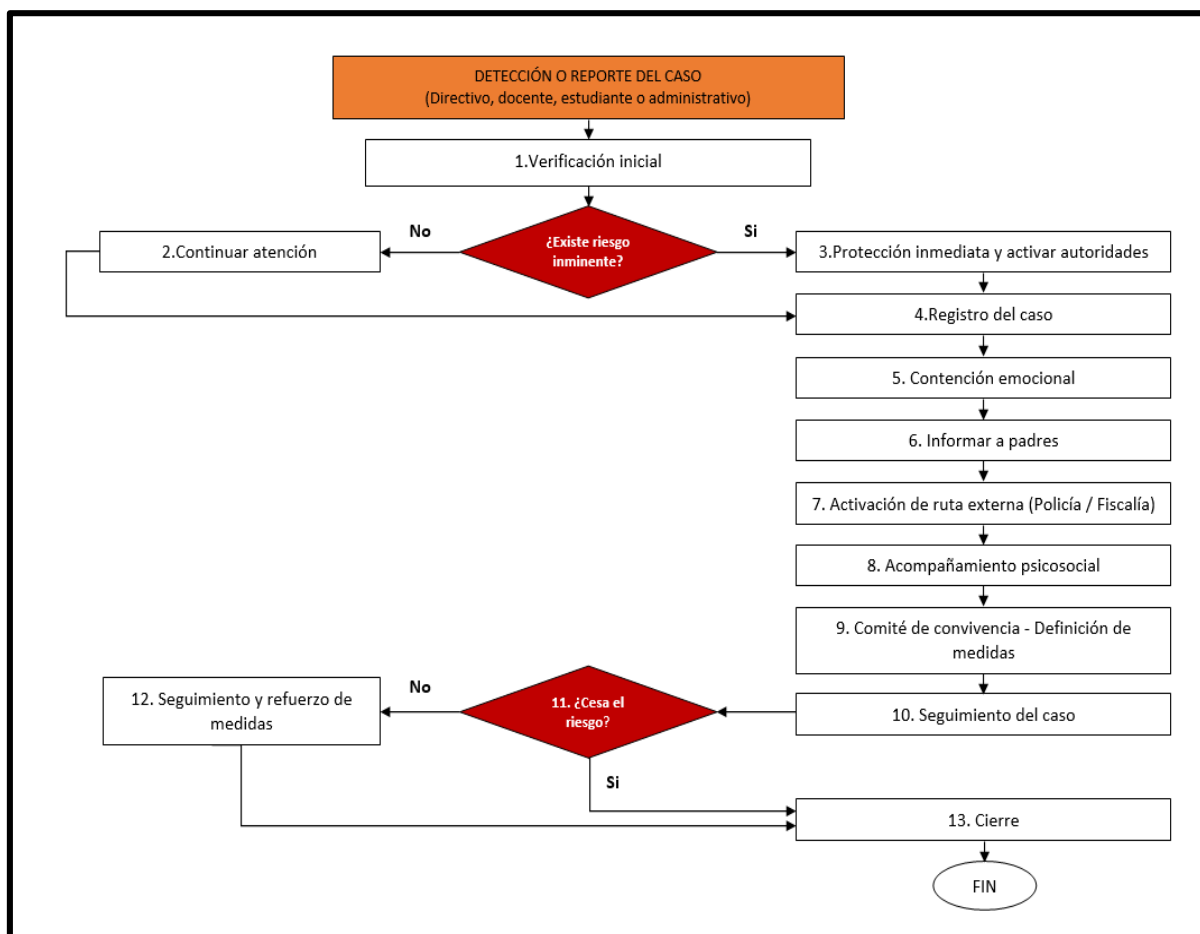 DETECCIÓN O REPORTE DEL CASO
(Directivo, docente, estudiante o administrativo)
1.Verificación inicial
¿Existe riesgo
inminente?
No
Si
2.Continuar atención
3.Protección inmediata y activar autoridades
4.Registro del caso
5. Contención emocional
6. Informar a padres
7. Activación de ruta externa (Policía / Fiscalía)
8. Acompañamiento psicosocial
9. Comité de convivencia - Definición de
medidas
10. Seguimiento del caso
11. ¿Cesa el
riesgo?
No
Si
12. Seguimiento y refuerzo de
medidas
13. Cierre
FIN